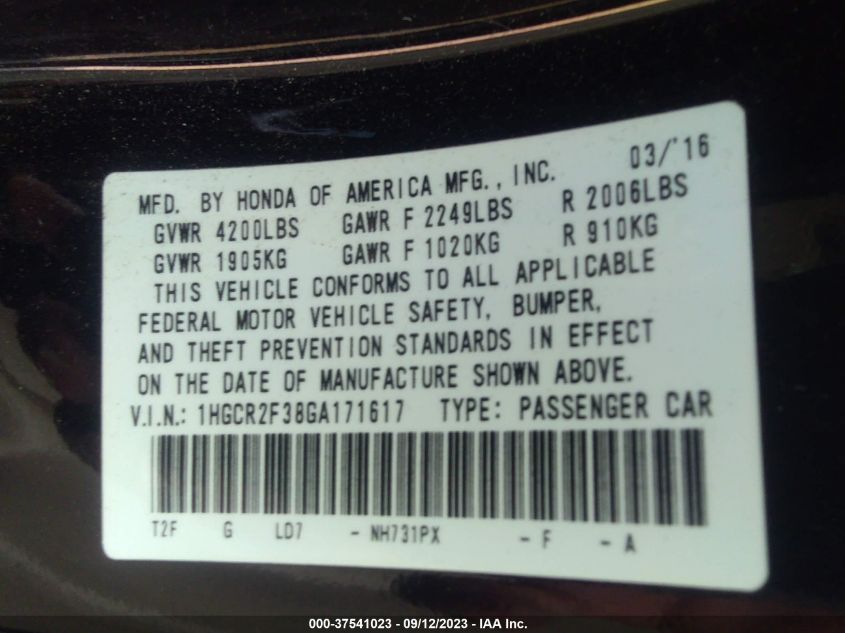 03/'16
MFD. BY HONDA OF AMERICA MFG., INC.
GVWR 4200LBS GAWR F 2249LBS R 2006LBS
GVWR 1905KG GAWR F 1020KG R 910KG
THIS VEHICLE CONFORMS TO ALL APPLICABLE
FEDERAL MOTOR VEHICLE SAFETY, BUMPER,
AND THEFT PREVENTION STANDARDS IN EFFECT
ON THE DATE OF MANUFACTURE SHOWN ABOVE.
V.I.N.: 1HGCR2F38GA171617 TYPE: PASSENGER CAR
T2F G LD7 - NH731PX - F - A
000-37541023 - 09/12/2023 - IAA Inc.